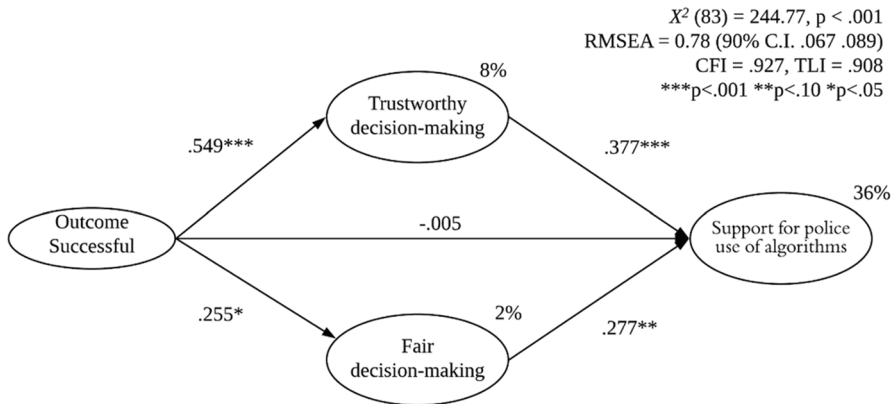 X² (83) = 244.77, p < .001
RMSEA = 0.78 (90% C.I. .067 .089)
CFI = .927, TLI = .908
***p<.001 **p<.10 *p<.05
8%
Trustworthy
decision-making
.549***
.377***
36%
Outcome
Successful
-.005
Support for police
use of algorithms
.255*
2%
.277**
Fair
decision-making